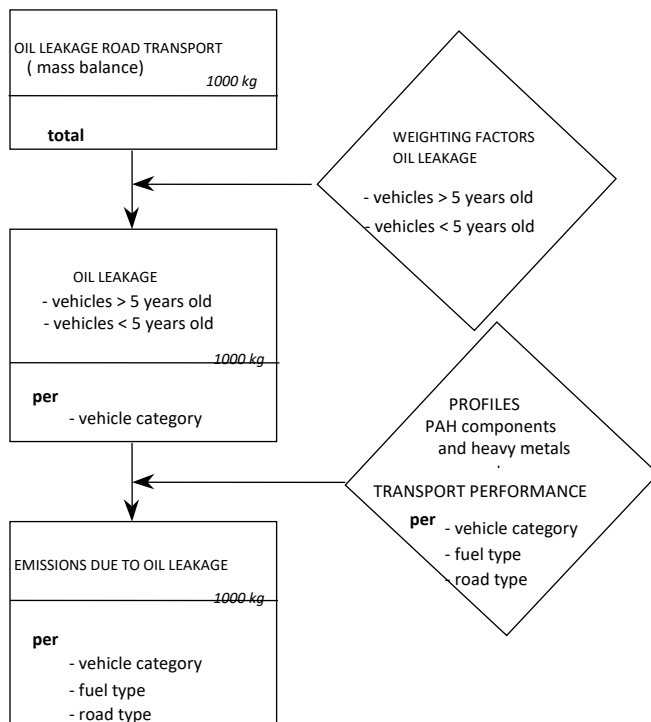 OIL LEAKAGE ROAD TRANSPORT
( mass balance)
1000 kg
total
WEIGHTING FACTORS
OIL LEAKAGE
- vehicles > 5 years old
- vehicles < 5 years old
OIL LEAKAGE
- vehicles > 5 years old
- vehicles < 5 years old
1000 kg
per
- vehicle category
PROFILES
PAH components
and heavy metals
TRANSPORT PERFORMANCE
per
- vehicle category
- fuel type
- road type
EMISSIONS DUE TO OIL LEAKAGE
1000 kg
per
- vehicle category
- fuel type
- road type